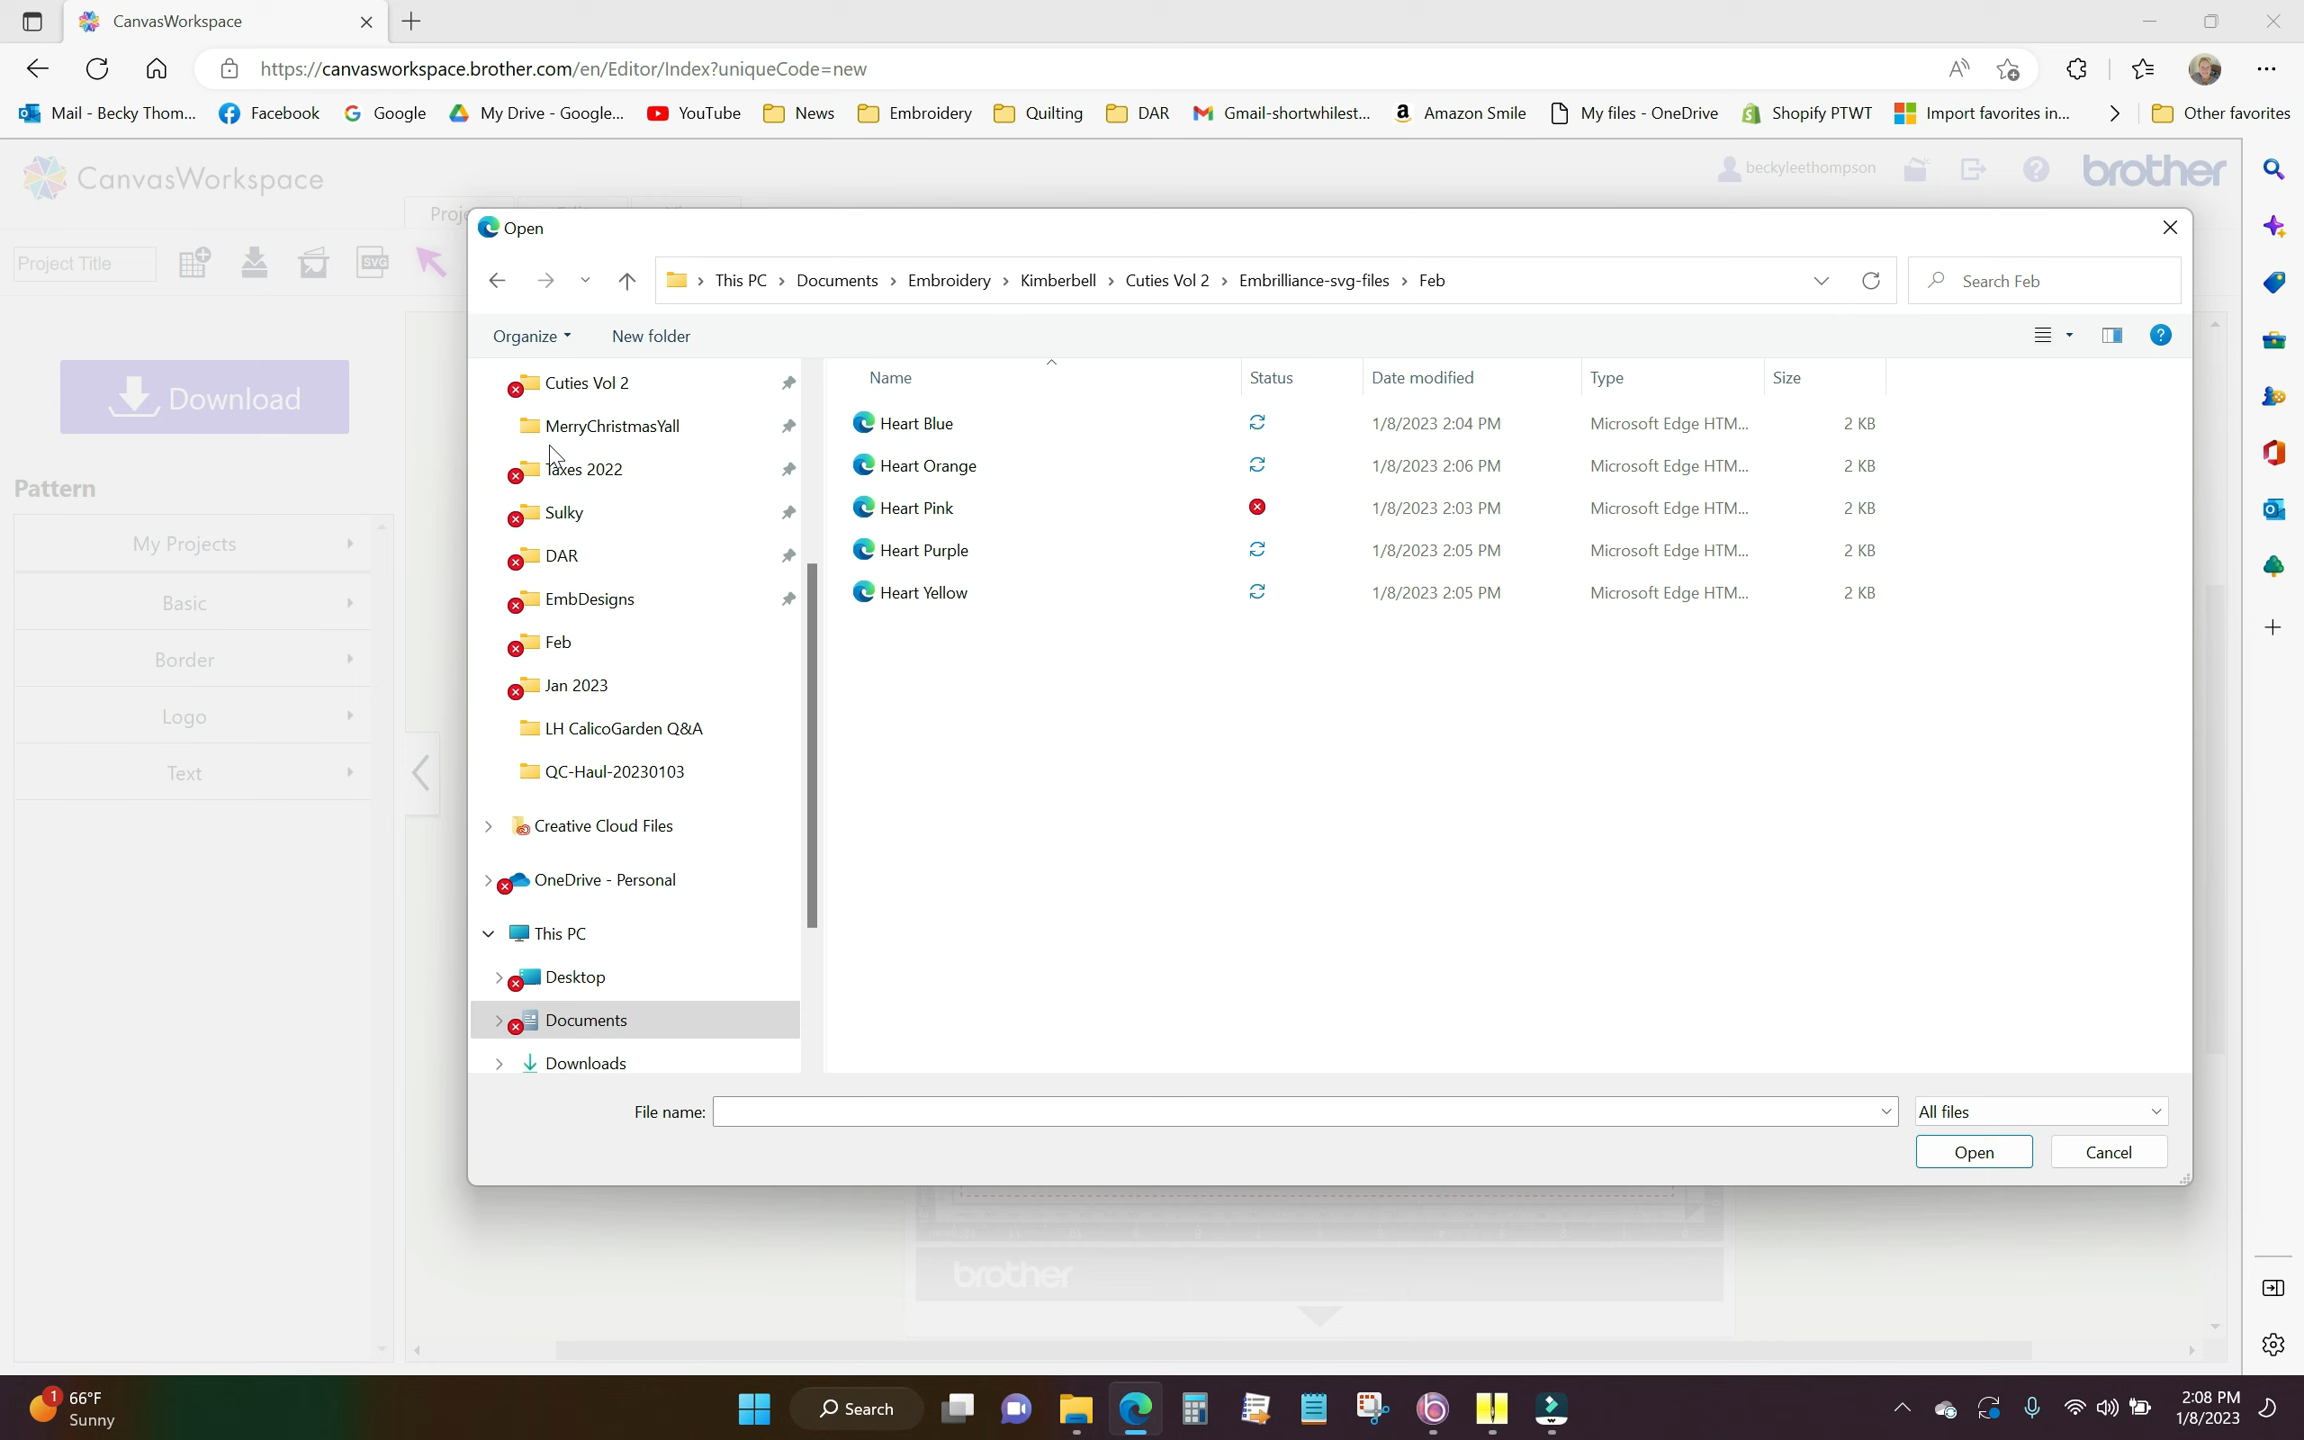 CanvasWorkspace
https://canvasworkspace.brother.com/en/Editor/Index?uniqueCode=new
Mail - Becky Thom... Facebook Google My Drive - Google... YouTube News Embroidery Quilting DAR Gmail-shortwhilest... Amazon Smile My files - OneDrive Shopify PTWT Import favorites in... Other favorites
CanvasWorkspace beckyleethompson brother
Open
Project Title SVG
This PC > Documents > Embroidery > Kimberbell > Cuties Vol 2 > Embrilliance-svg-files > Feb Search Feb
Organize New folder
Name Status Date modified Type Size
Cuties Vol 2
MerryChristmasYall
Taxes 2022
Sulky
DAR
EmbDesigns
Feb
Jan 2023
LH CalicoGarden Q&A
QC-Haul-20230103
Creative Cloud Files
OneDrive - Personal
This PC
Desktop
Documents
Downloads
Heart Blue 1/8/2023 2:04 PM Microsoft Edge HTM... 2 KB
Heart Orange 1/8/2023 2:06 PM Microsoft Edge HTM... 2 KB
Heart Pink 1/8/2023 2:03 PM Microsoft Edge HTM... 2 KB
Heart Purple 1/8/2023 2:05 PM Microsoft Edge HTM... 2 KB
Heart Yellow 1/8/2023 2:05 PM Microsoft Edge HTM... 2 KB
Download
Pattern
My Projects
Basic
Border
Logo
Text
File name: All files
Open Cancel
brother
1 66°F
Sunny
Search
2:08 PM
1/8/2023